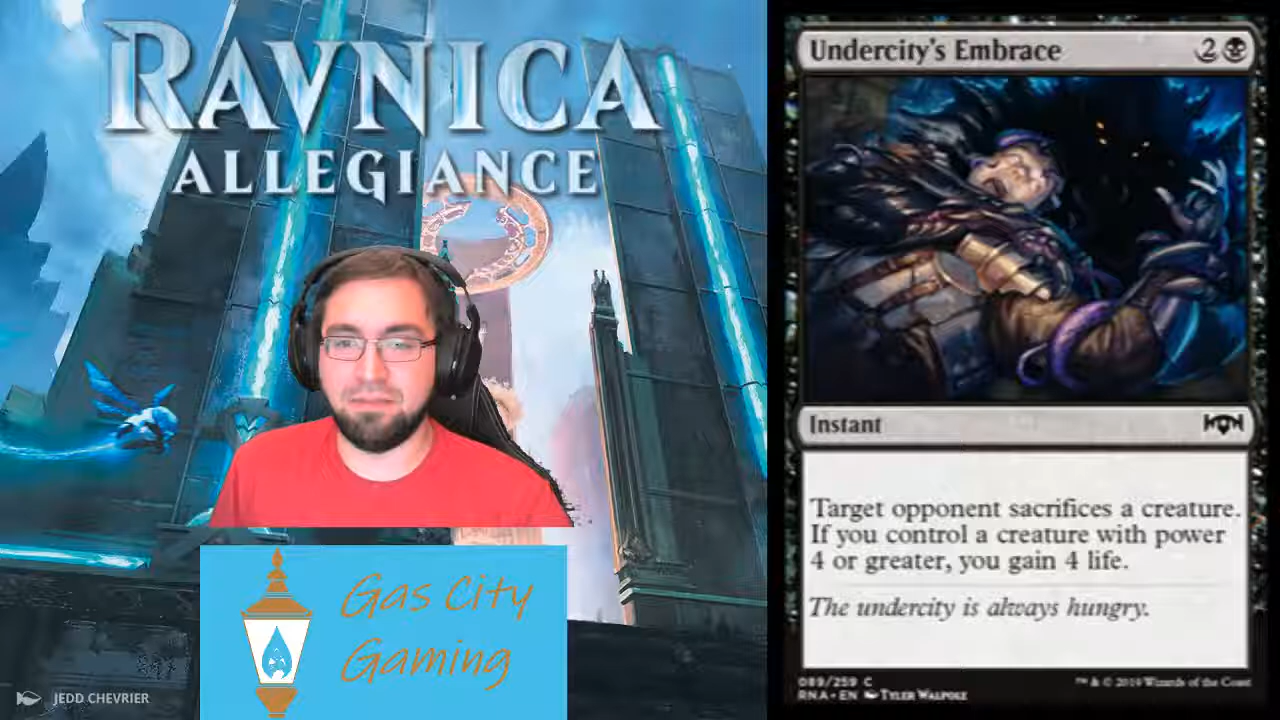 RAVNICA
ALLEGIANCE
Gas City
Gaming
JEDD CHEVRIER
Undercity's Embrace 2
Instant
Target opponent sacrifices a creature.
If you control a creature with power
4 or greater, you gain 4 life.
The undercity is always hungry.
089/259 C
RNA • EN TYLER WALPOLE
™ & © 2019 Wizards of the Coast